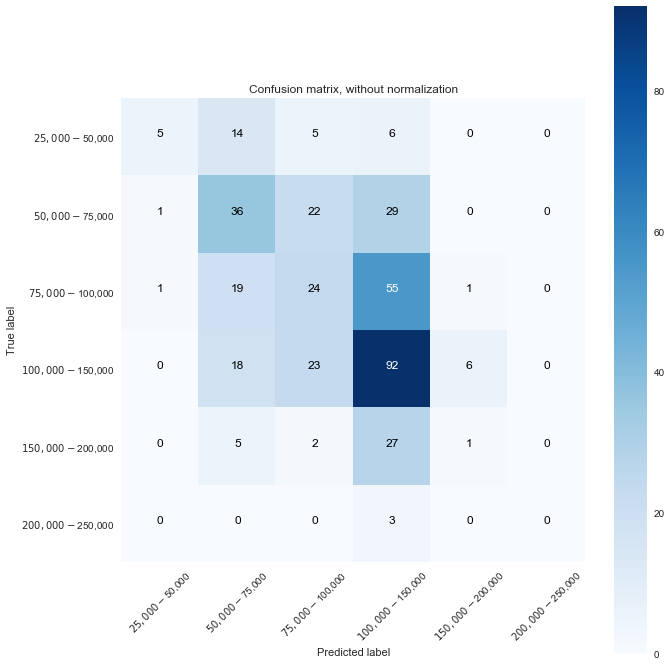 Confusion matrix, without normalization
25,000-50,000 5 14 5 6 0 0
50,000-75,000 1 36 22 29 0 0
75,000-100,000 1 19 24 55 1 0
100,000-150,000 0 18 23 92 6 0
150,000-200,000 0 5 2 27 1 0
200,000-250,000 0 0 0 3 0 0
True label
25,000-50,000 50,000-75,000 75,000-100,000 100,000-150,000 150,000-200,000 200,000-250,000
Predicted label
80
60
40
20
0